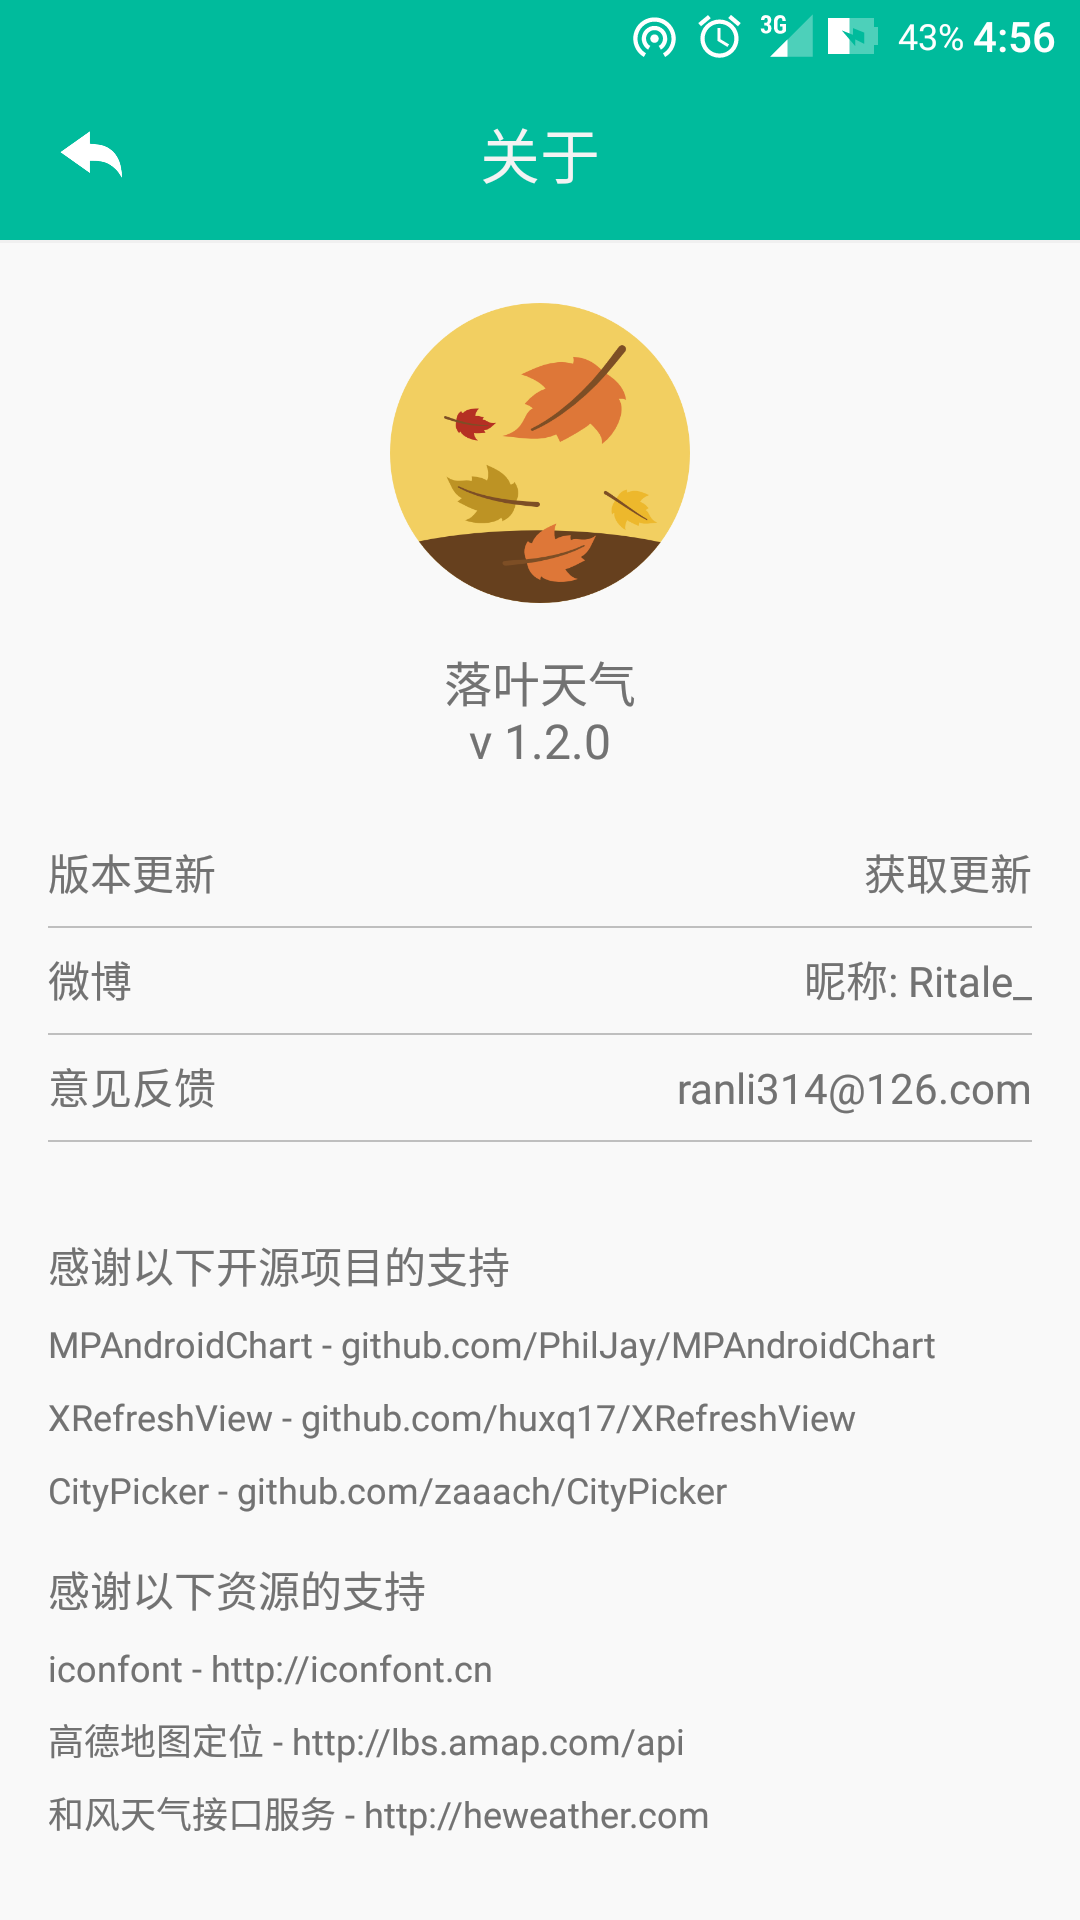 3G 43% 4:56
关于
落叶天气
v 1.2.0
版本更新 获取更新
微博 昵称: Ritale_
意见反馈 ranli314@126.com
感谢以下开源项目的支持
MPAndroidChart - github.com/PhilJay/MPAndroidChart
XRefreshView - github.com/huxq17/XRefreshView
CityPicker - github.com/zaaach/CityPicker
感谢以下资源的支持
iconfont - http://iconfont.cn
高德地图定位 - http://lbs.amap.com/api
和风天气接口服务 - http://heweather.com